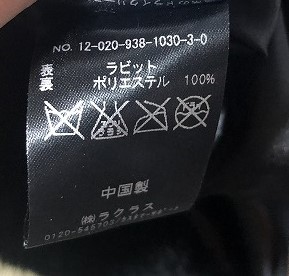 NO. 12-020-938-1030-3-0
表 ラビット
裏 ポリエステル 100%
中国製
(株)ラクラス